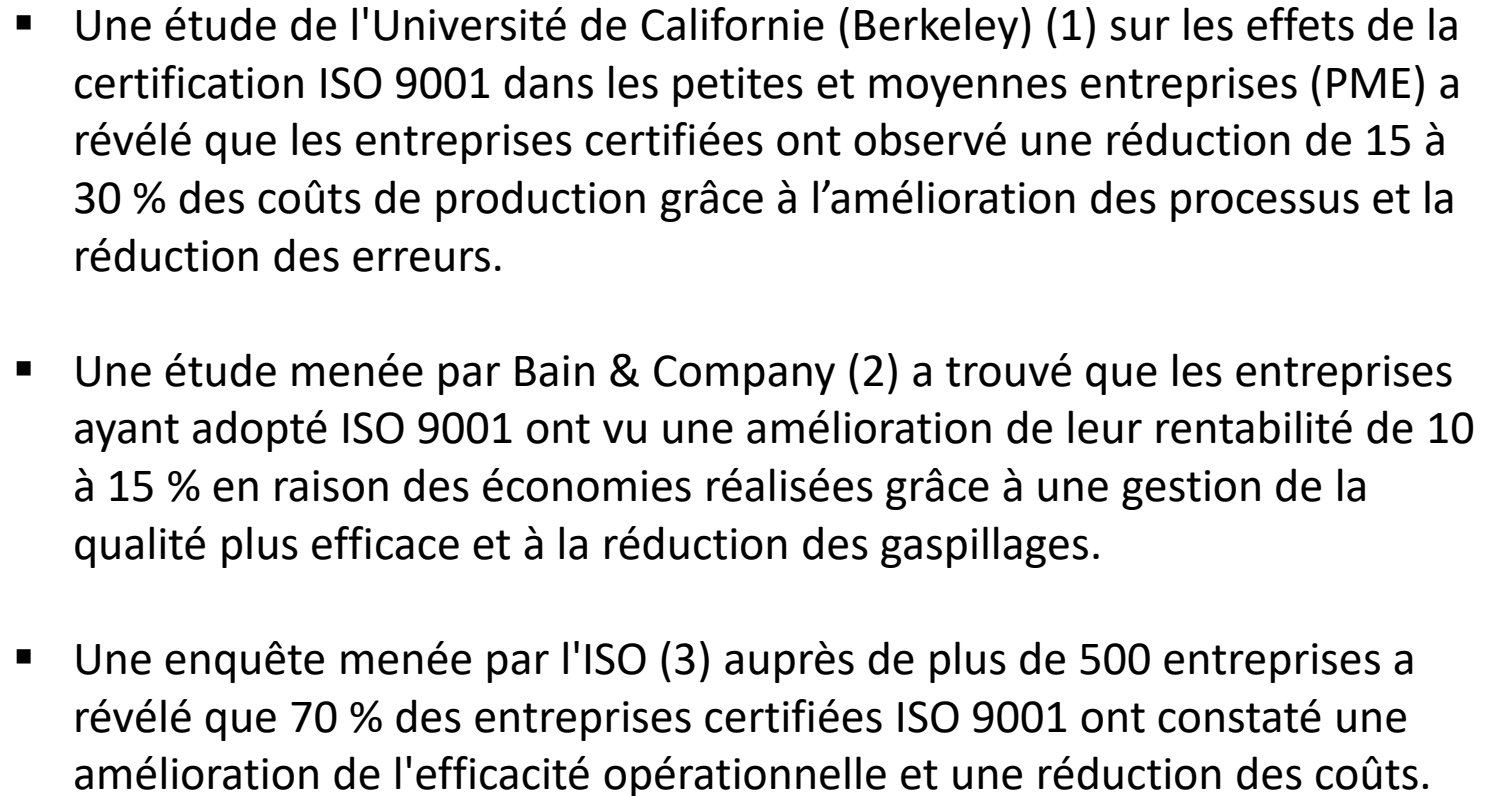 ▪ Une étude de l'Université de Californie (Berkeley) (1) sur les effets de la
certification ISO 9001 dans les petites et moyennes entreprises (PME) a
révélé que les entreprises certifiées ont observé une réduction de 15 à
30 % des coûts de production grâce à l’amélioration des processus et la
réduction des erreurs.
▪ Une étude menée par Bain & Company (2) a trouvé que les entreprises
ayant adopté ISO 9001 ont vu une amélioration de leur rentabilité de 10
à 15 % en raison des économies réalisées grâce à une gestion de la
qualité plus efficace et à la réduction des gaspillages.
▪ Une enquête menée par l'ISO (3) auprès de plus de 500 entreprises a
révélé que 70 % des entreprises certifiées ISO 9001 ont constaté une
amélioration de l'efficacité opérationnelle et une réduction des coûts.